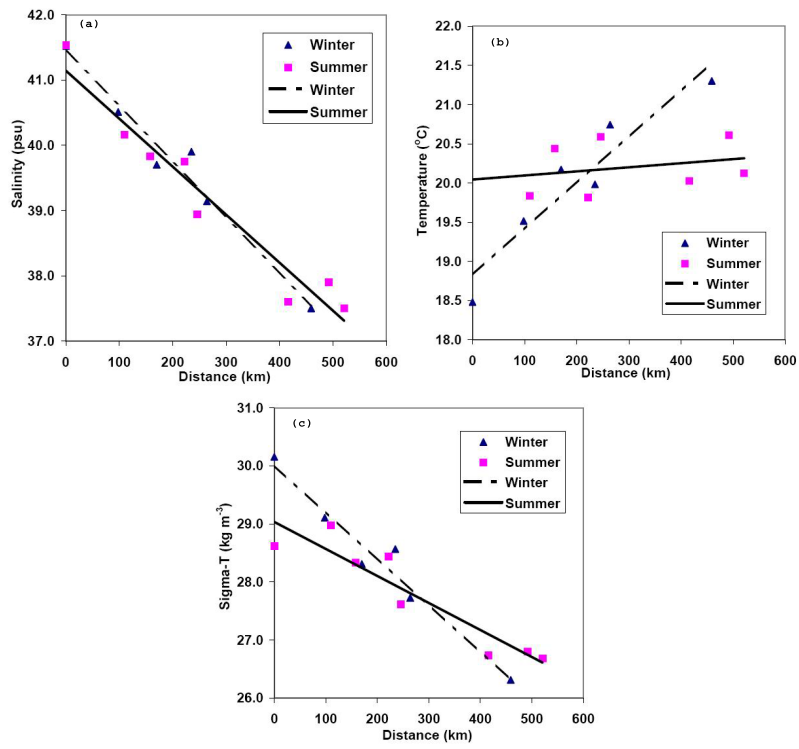 (a)
42.0
41.0
40.0
39.0
38.0
37.0
Salinity (psu)
0 100 200 300 400 500 600
Distance (km)
Winter
Summer
Winter
Summer
(b)
22.0
21.5
21.0
20.5
20.0
19.5
19.0
18.5
18.0
Temperature (°C)
0 100 200 300 400 500 600
Distance (km)
Winter
Summer
Winter
Summer
(c)
31.0
30.0
29.0
28.0
27.0
26.0
Sigma-T (kg m-3)
0 100 200 300 400 500 600
Distance (km)
Winter
Summer
Winter
Summer